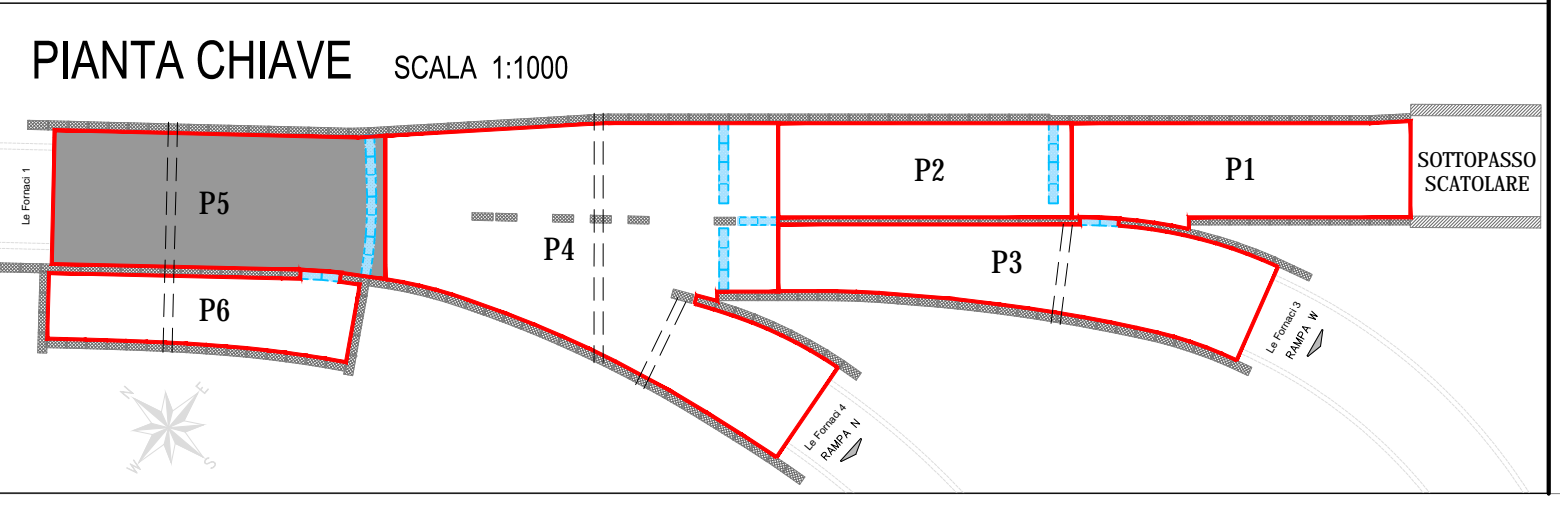 PIANTA CHIAVE SCALA 1:1000
Le Fornaci 1
P5
P6
P4
P2
P1
P3
SOTTOPASSO
SCATOLARE
Le Fornaci 3
RAMPA W
Le Fornaci 4
RAMPA N
N
E
W
S